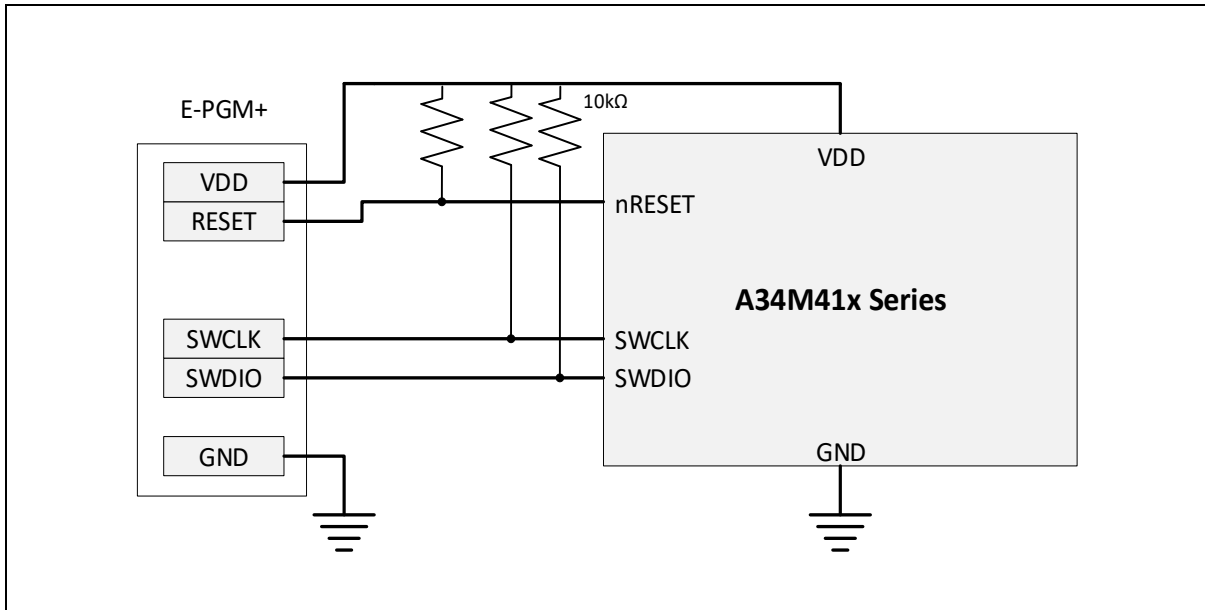 E-PGM+
VDD
RESET
SWCLK
SWDIO
GND
10kΩ
VDD
nRESET
A34M41x Series
SWCLK
SWDIO
GND